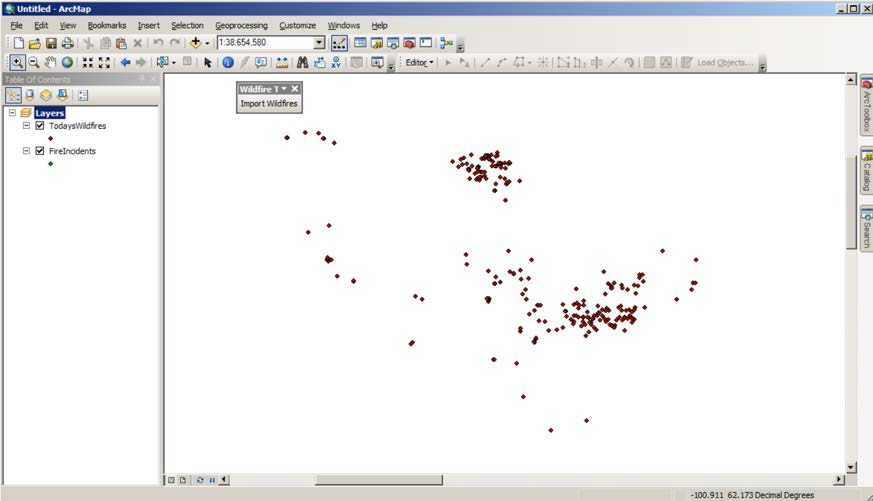 Untitled - ArcMap
File Edit View Bookmarks Insert Selection Geoprocessing Customize Windows Help
1:38,654,580
Editor Load Objects...
Table Of Contents
Layers
TodaysWildfires
FireIncidents
Wildfire T
Import Wildfires
ArcToolbox
Catalog
Search
-100.911 62.173 Decimal Degrees